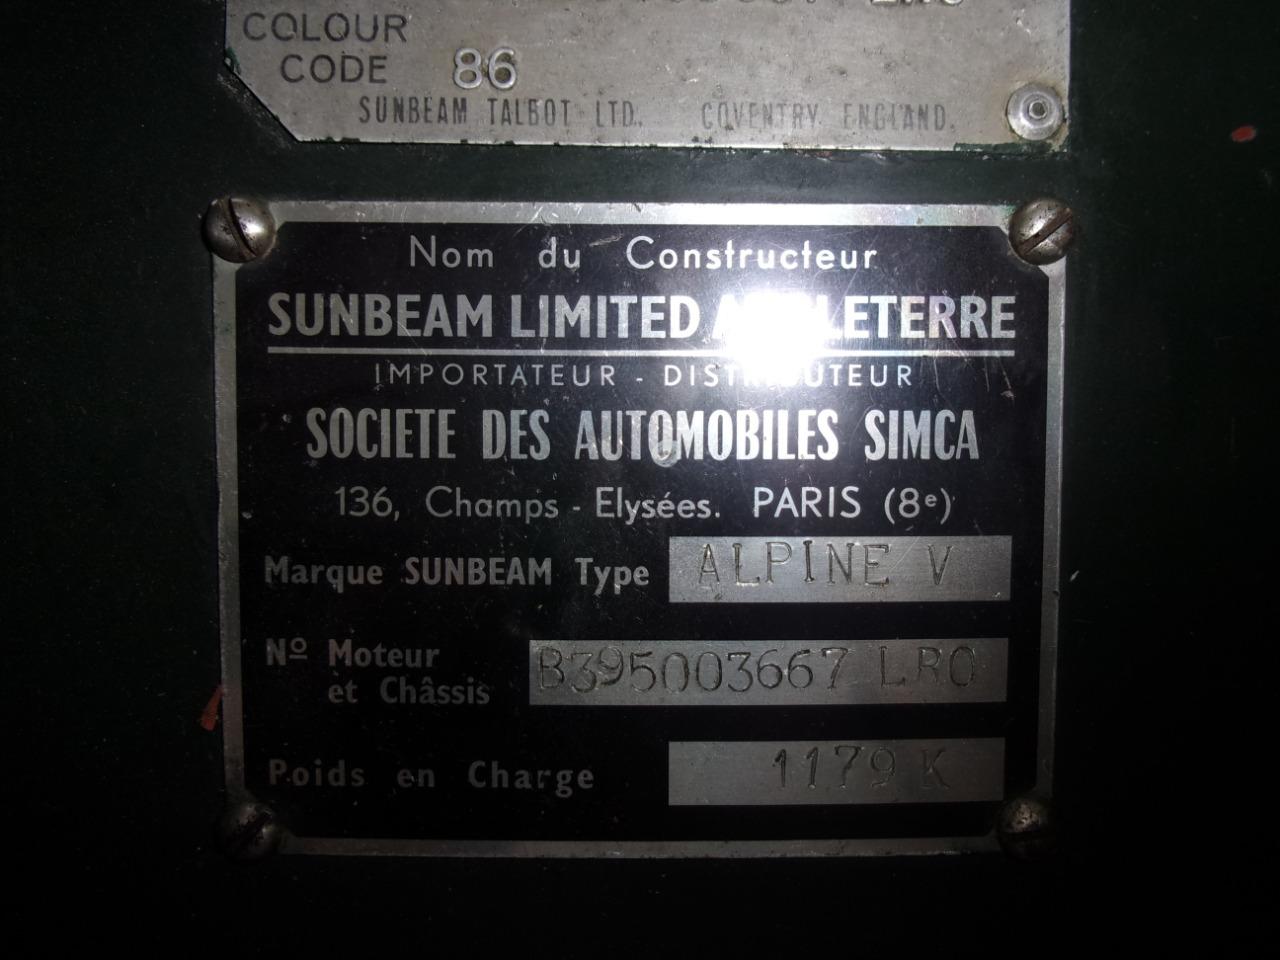 COLOUR
CODE 86
SUNBEAM TALBOT LTD. COVENTRY ENGLAND.
Nom du Constructeur
SUNBEAM LIMITED
IMPORTATEUR - DISTRIBUTEUR
SOCIETE DES AUTOMOBILES SIMCA
136, Champs - Elysées. PARIS (8e)
Marque SUNBEAM Type ALPINE V
Nº Moteur
et Châssis B395003667 LRO
Poids en Charge 1179 K